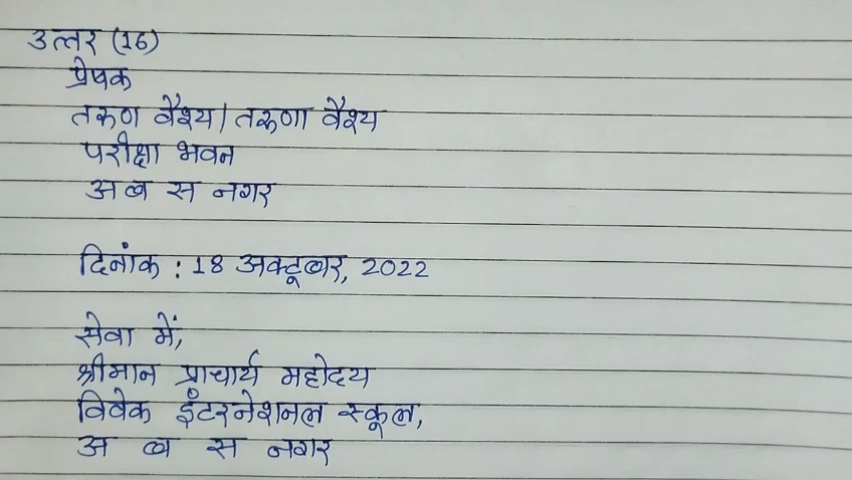 उत्तर (16)
प्रेषक
तरुण वैश्य/तरुणा वैश्य
परीक्षा भवन
अ ब स नगर
दिनांक : 18 अक्टूबर, 2022
सेवा में,
श्रीमान प्राचार्य महोदय
विवेक इंटरनेशनल स्कूल,
अ ब स नगर